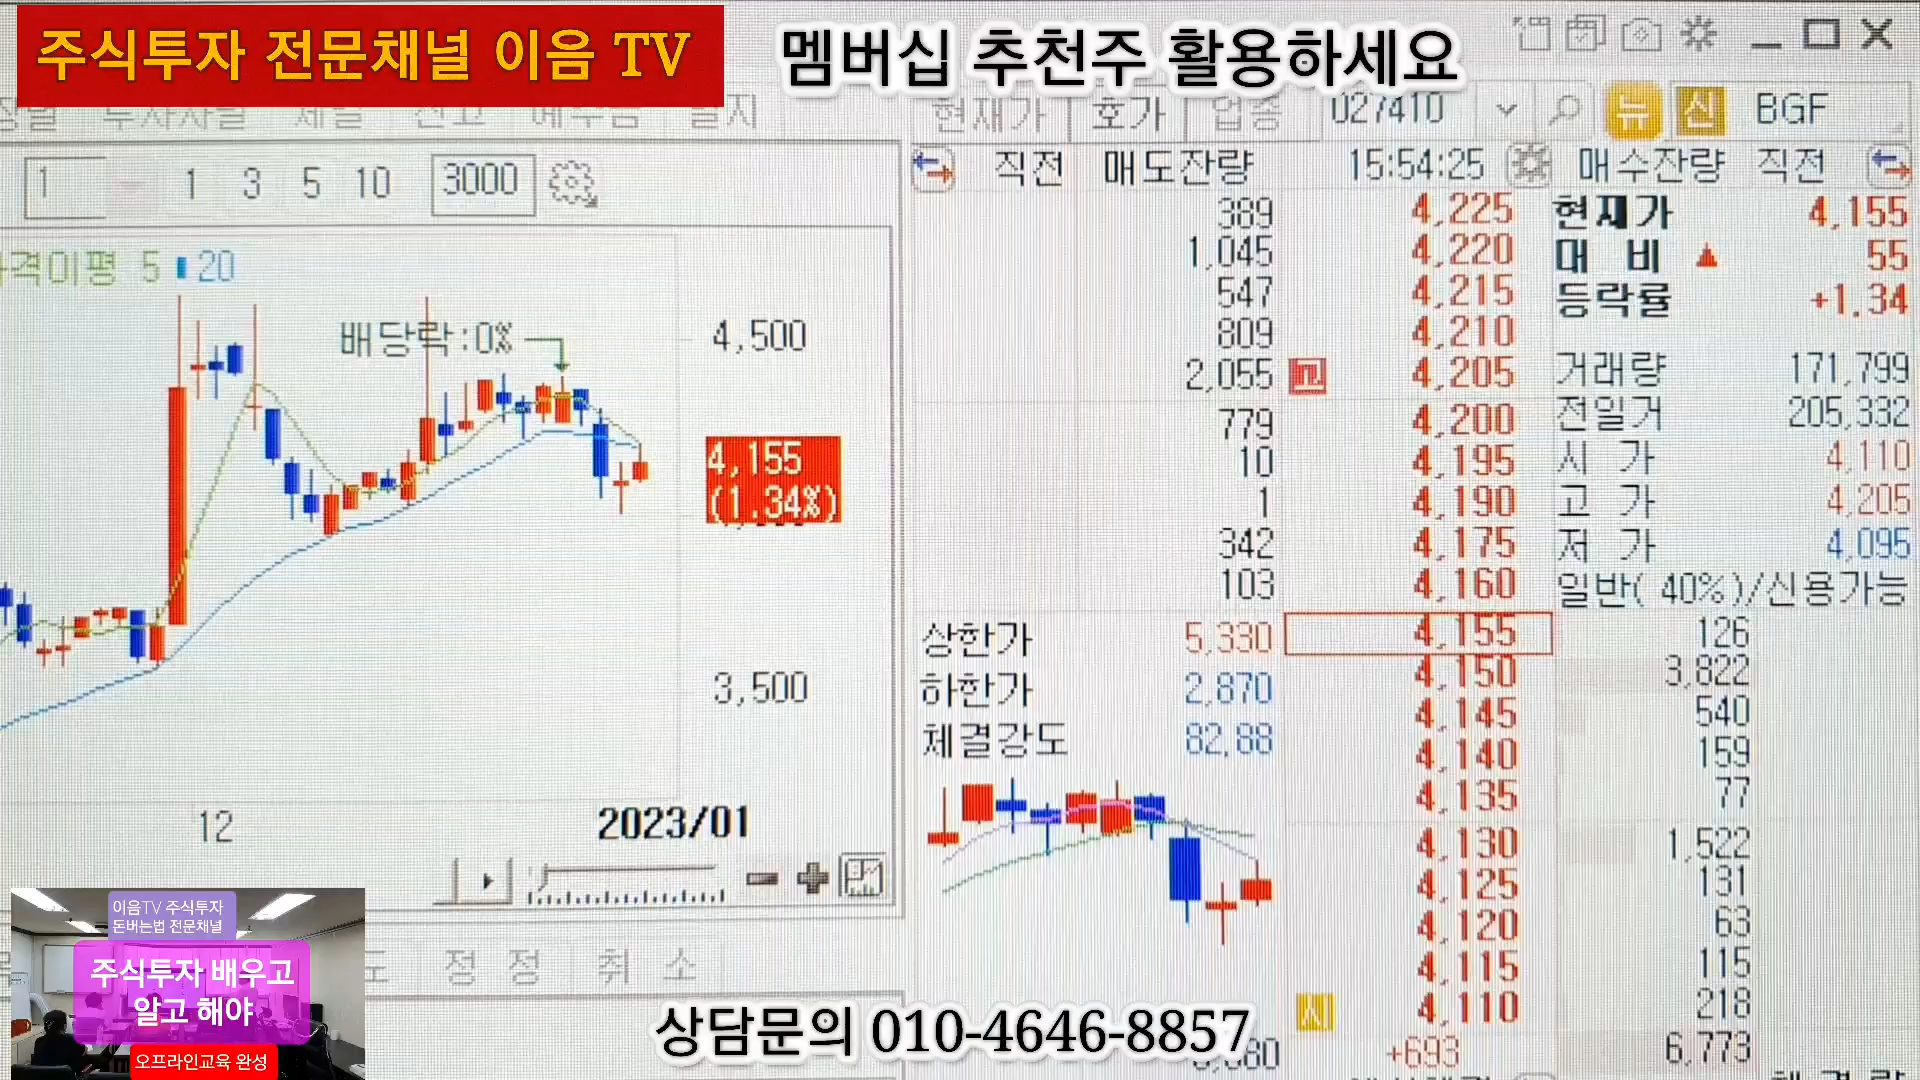 주식투자 전문채널 이음 TV
멤버십 추천주 활용하세요
현재가 호가 업종 027410 뉴 신 BGF
1 1 3 5 10 3000
직전 매도잔량 15:54:25 매수잔량 직전
가격이평 5 20
배당락:0%
4,500
4,155
(1.34%)
3,500
12 2023/01
389 4,225 현재가 4,155
1,045 4,220 대 비 ▲ 55
547 4,215 등락률 +1.34
809 4,210
2,055 고 4,205 거래량 171,799
779 4,200 전일거 205,332
10 4,195 시 가 4,110
1 4,190 고 가 4,205
342 4,175 저 가 4,095
103 4,160 일반( 40%)/신용가능
상한가 5,330 4,155 126
4,150 3,822
하한가 2,870 4,145 540
체결강도 82,88 4,140 159
4,135 77
4,130 1,522
4,125 131
4,120 63
4,115 115
시 4,110 218
+693 6,773
정 정 취 소
이음TV 주식투자
돈버는법 전문채널
주식투자 배우고
알고 해야
오프라인교육 완성
상담문의 010-4646-8857